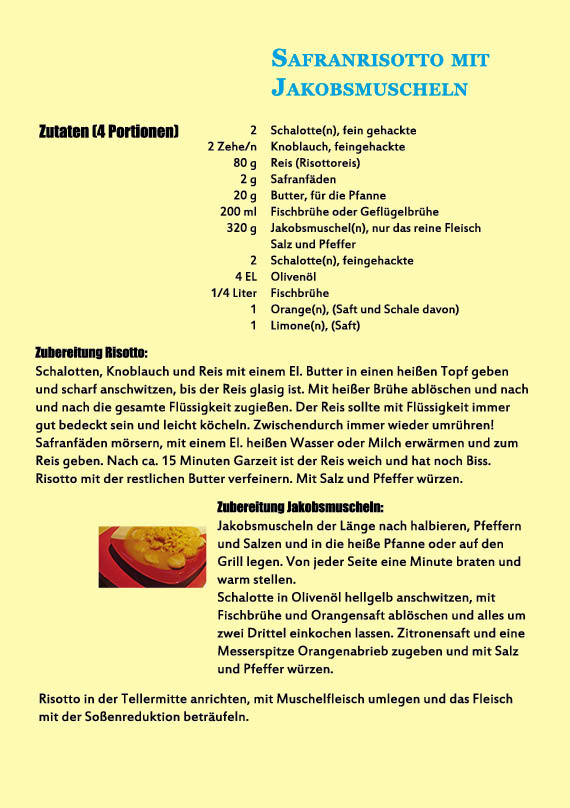 Safranrisotto mit
Jakobsmuscheln
Zutaten (4 Portionen)
2 Schalotte(n), fein gehackte
2 Zehe/n Knoblauch, feingehackte
80 g Reis (Risottoreis)
2 g Safranfäden
20 g Butter, für die Pfanne
200 ml Fischbrühe oder Geflügelbrühe
320 g Jakobsmuschel(n), nur das reine Fleisch
Salz und Pfeffer
2 Schalotte(n), feingehackte
4 EL Olivenöl
1/4 Liter Fischbrühe
1 Orange(n), (Saft und Schale davon)
1 Limone(n), (Saft)
Zubereitung Risotto:
Schalotten, Knoblauch und Reis mit einem El. Butter in einen heißen Topf geben
und scharf anschwitzen, bis der Reis glasig ist. Mit heißer Brühe ablöschen und nach
und nach die gesamte Flüssigkeit zugießen. Der Reis sollte mit Flüssigkeit immer
gut bedeckt sein und leicht köcheln. Zwischendurch immer wieder umrühren!
Safranfäden mörsern, mit einem El. heißen Wasser oder Milch erwärmen und zum
Reis geben. Nach ca. 15 Minuten Garzeit ist der Reis weich und hat noch Biss.
Risotto mit der restlichen Butter verfeinern. Mit Salz und Pfeffer würzen.
Zubereitung Jakobsmuscheln:
Jakobsmuscheln der Länge nach halbieren, Pfeffern
und Salzen und in die heiße Pfanne oder auf den
Grill legen. Von jeder Seite eine Minute braten und
warm stellen.
Schalotte in Olivenöl hellgelb anschwitzen, mit
Fischbrühe und Orangensaft ablöschen und alles um
zwei Drittel einkochen lassen. Zitronensaft und eine
Messerspitze Orangenabrieb zugeben und mit Salz
und Pfeffer würzen.
Risotto in der Tellermitte anrichten, mit Muschelfleisch umlegen und das Fleisch
mit der Soßenreduktion beträufeln.